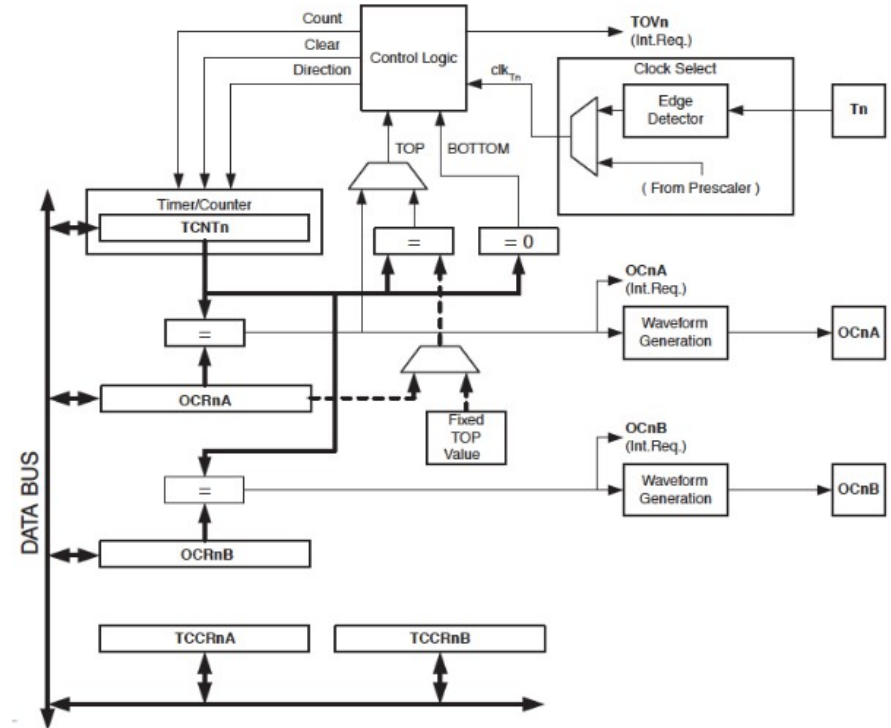 Count
Clear
Direction
Control Logic
TOVn
(Int.Req.)
clkTn
Clock Select
Edge
Detector
Tn
( From Prescaler )
TOP
BOTTOM
Timer/Counter
TCNTn
=
= 0
OCnA
(Int.Req.)
=
Waveform
Generation
OCnA
OCRnA
Fixed
TOP
Value
OCnB
(Int.Req.)
=
Waveform
Generation
OCnB
OCRnB
DATA BUS
TCCRnA
TCCRnB